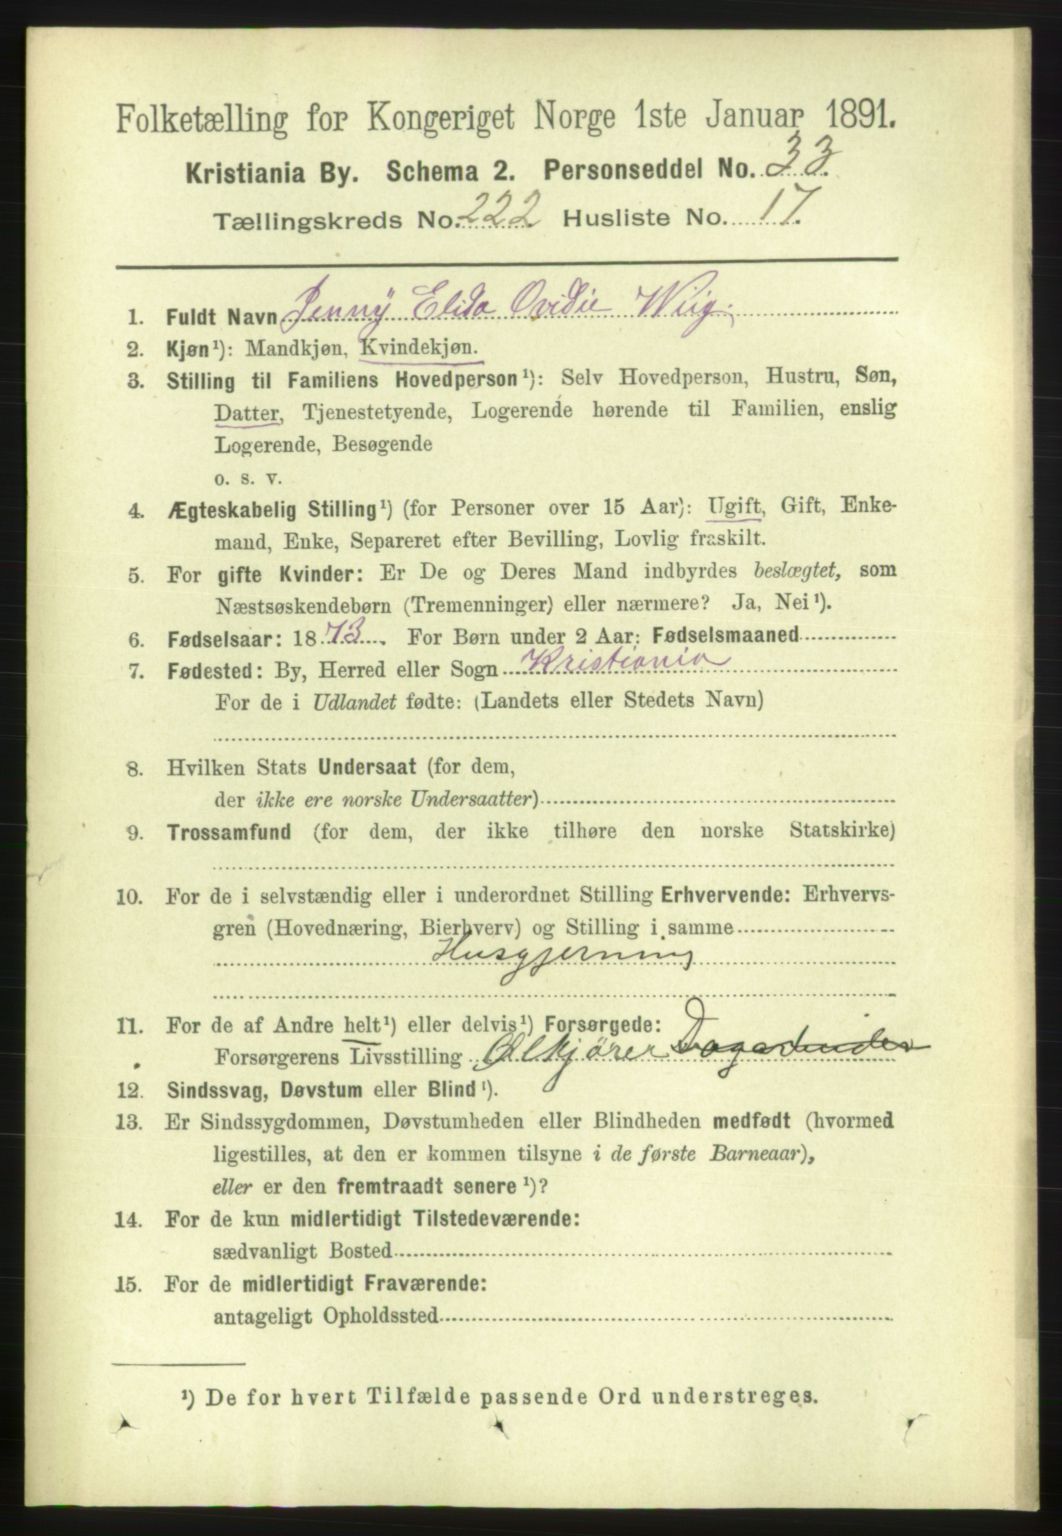 Folketælling for Kongeriget Norge 1ste Januar 1891.
Kristiania By. Schema 2. Personseddel No. 33.
Tællingskreds No. 222 Husliste No. 17.
1. Fuldt Navn Jenny Elida Ovidie Wiig.
2. Kjøn¹): Mandkjøn, Kvindekjøn.
3. Stilling til Familiens Hovedperson¹): Selv Hovedperson, Hustru, Søn,
Datter, Tjenestetyende, Logerende hørende til Familien, enslig
Logerende, Besøgende
o. s. v.
4. Ægteskabelig Stilling¹) (for Personer over 15 Aar): Ugift, Gift, Enke-
mand, Enke, Separeret efter Bevilling, Lovlig fraskilt.
5. For gifte Kvinder: Er De og Deres Mand indbyrdes beslægtet, som
Næstsøskendebørn (Tremenninger) eller nærmere? Ja, Nei¹).
6. Fødselsaar: 1873. For Børn under 2 Aar: Fødselsmaaned
7. Fødested: By, Herred eller Sogn Kristiania
For de i Udlandet fødte: (Landets eller Stedets Navn)
8. Hvilken Stats Undersaat (for dem,
der ikke ere norske Undersaatter)
9. Trossamfund (for dem, der ikke tilhøre den norske Statskirke)
10. For de i selvstændig eller i underordnet Stilling Erhvervende: Erhvervs-
gren (Hovednæring, Bierhverv) og Stilling i samme
Husgjerning
11. For de af Andre helt¹) eller delvis¹) Forsørgede:
Forsørgerens Livsstilling Ølkjører
12. Sindssvag, Døvstum eller Blind¹).
13. Er Sindssygdommen, Døvstumheden eller Blindheden medfødt (hvormed
ligestilles, at den er kommen tilsyne i de første Barneaar),
eller er den fremtraadt senere¹)?
14. For de kun midlertidigt Tilstedeværende:
sædvanligt Bosted
15. For de midlertidigt Fraværende:
antageligt Opholdssted
¹) De for hvert Tilfælde passende Ord understreges.